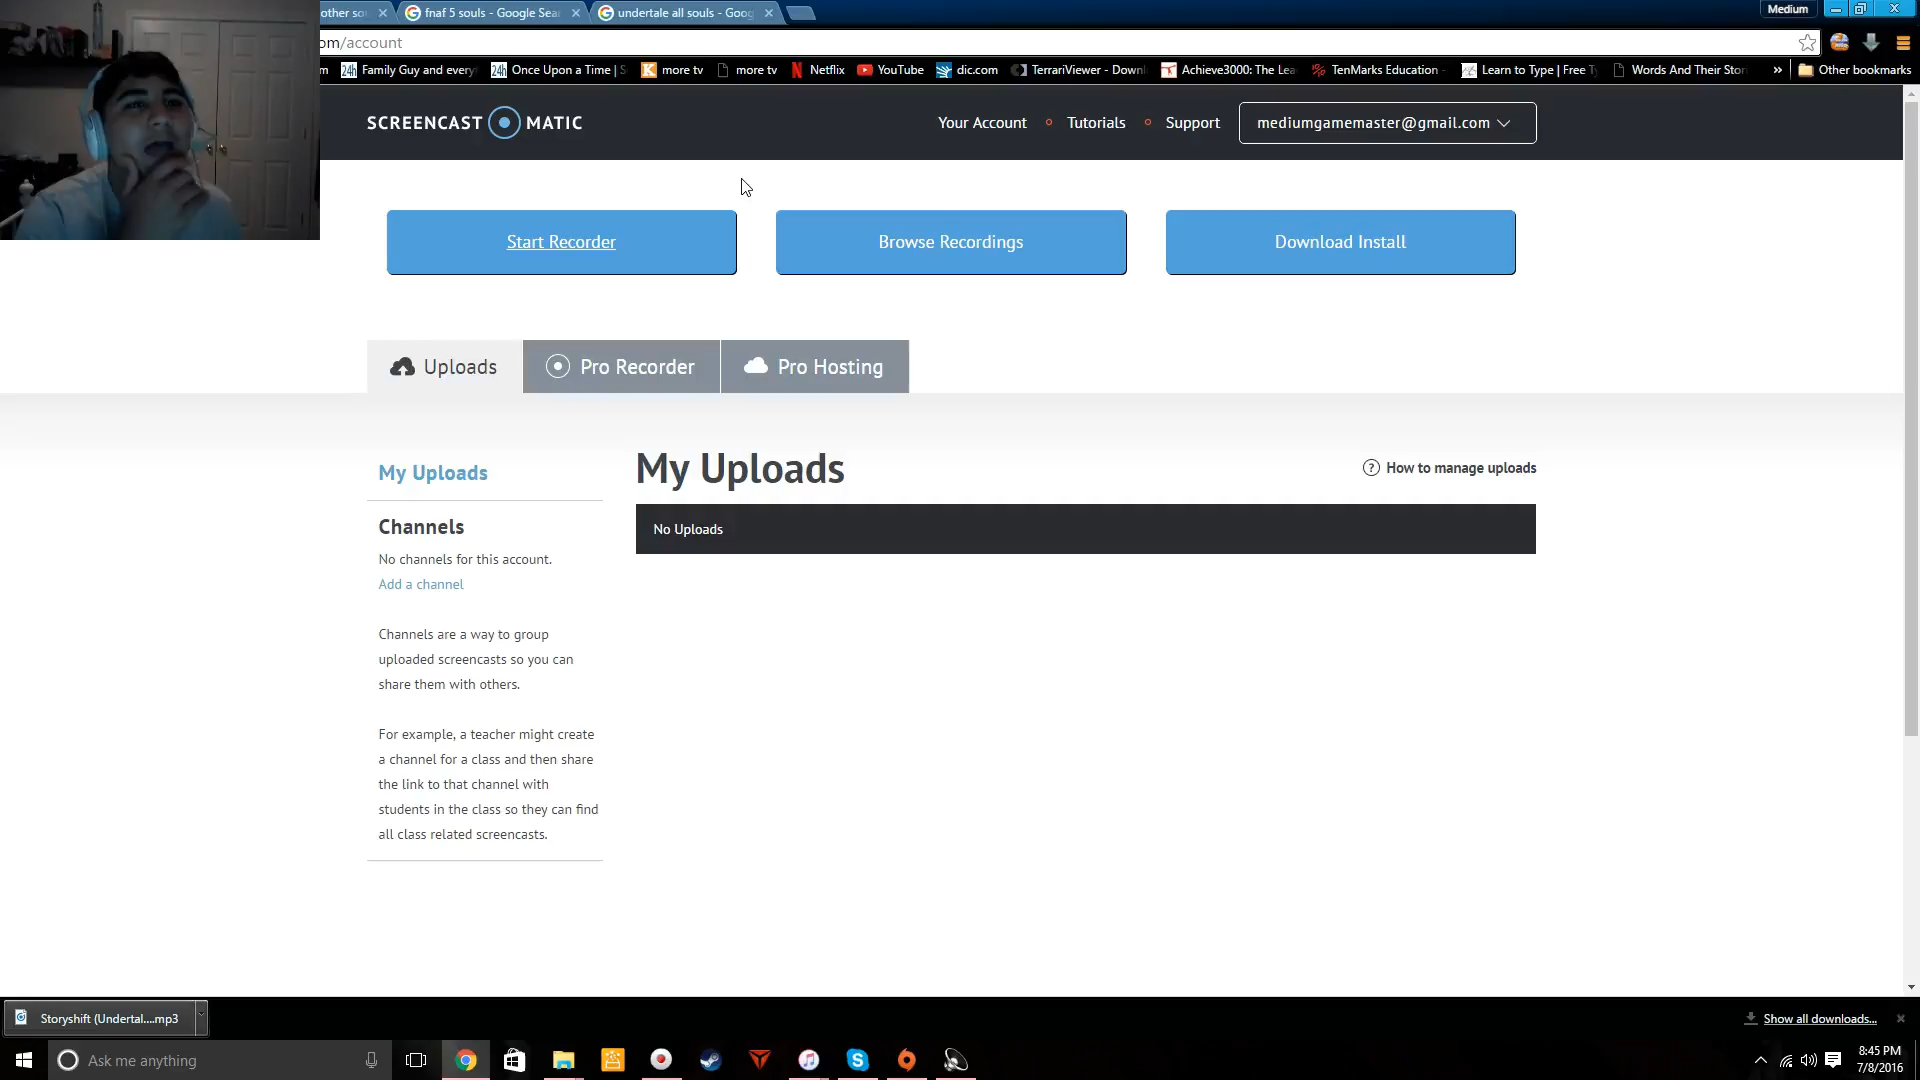 other so
fnaf 5 souls - Google Sea
undertale all souls - Goog
Medium
om/account
m
24h Family Guy and every
24h Once Upon a Time | S
K more tv
more tv
N Netflix
YouTube
dic.com
TerrariViewer - Down
Achieve3000: The Lea
TenMarks Education
Learn to Type | Free T
Words And Their Stor
»
Other bookmarks
SCREENCAST MATIC
Your Account
Tutorials
Support
mediumgamemaster@gmail.com
Start Recorder
Browse Recordings
Download Install
Uploads
Pro Recorder
Pro Hosting
My Uploads
My Uploads
? How to manage uploads
No Uploads
Channels
No channels for this account.
Add a channel
Channels are a way to group
uploaded screencasts so you can
share them with others.
For example, a teacher might create
a channel for a class and then share
the link to that channel with
students in the class so they can find
all class related screencasts.
Storyshift (Undertal....mp3
Show all downloads...
Ask me anything
8:45 PM
7/8/2016